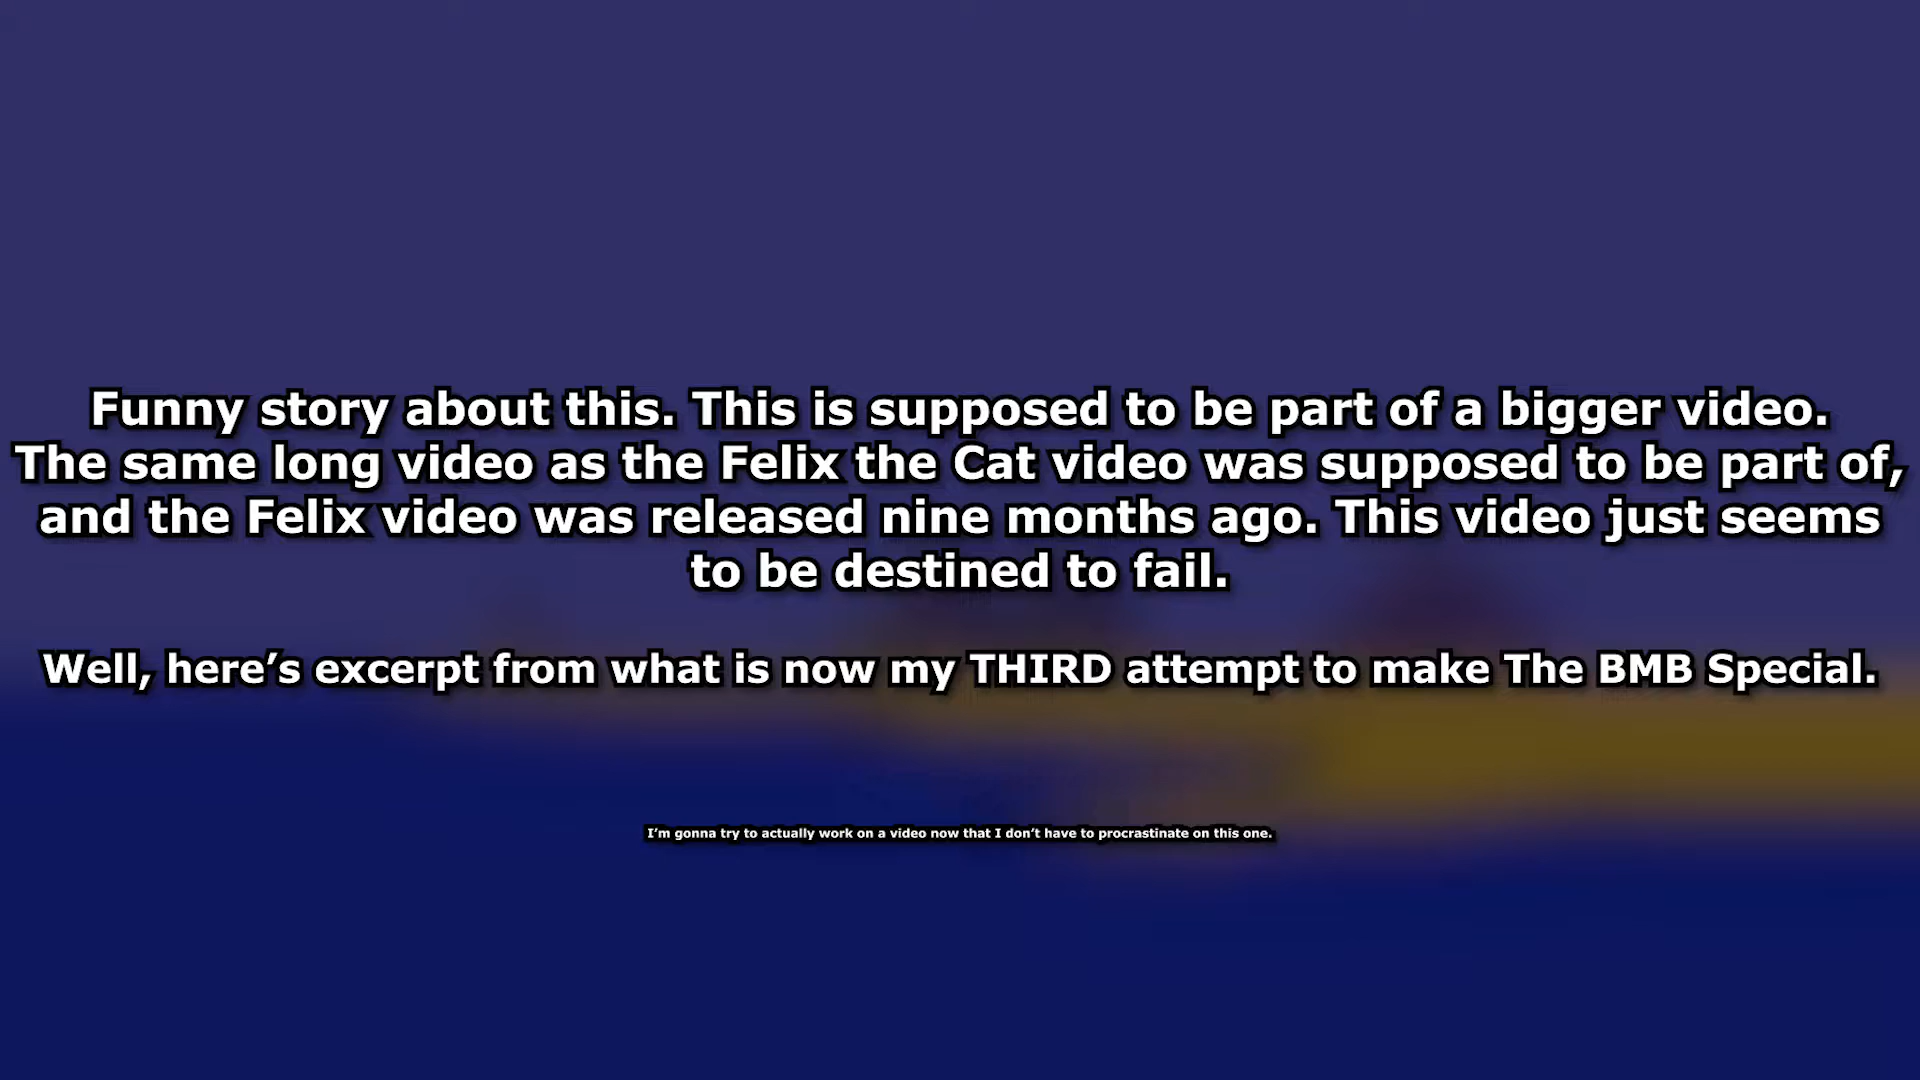 Funny story about this. This is supposed to be part of a bigger video.
The same long video as the Felix the Cat video was supposed to be part of,
and the Felix video was released nine months ago. This video just seems
to be destined to fail.
Well, here’s excerpt from what is now my THIRD attempt to make The BMB Special.
I’m gonna try to actually work on a video now that I don’t have to procrastinate on this one.